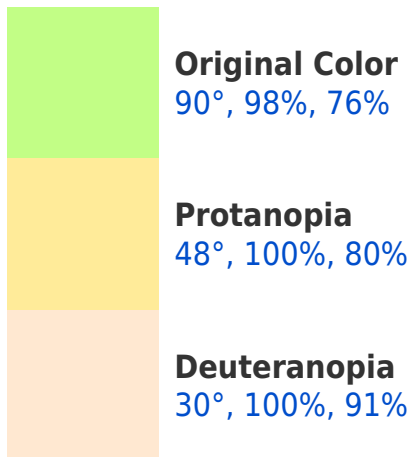 Original Color
90°, 98%, 76%
Protanopia
48°, 100%, 80%
Deuteranopia
30°, 100%, 91%